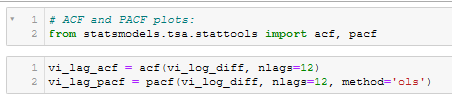 1 # ACF and PACF plots:
2 from statsmodels.tsa.stattools import acf, pacf
1 vi_lag_acf = acf(vi_log_diff, nlags=12)
2 vi_lag_pacf = pacf(vi_log_diff, nlags=12, method='ols')